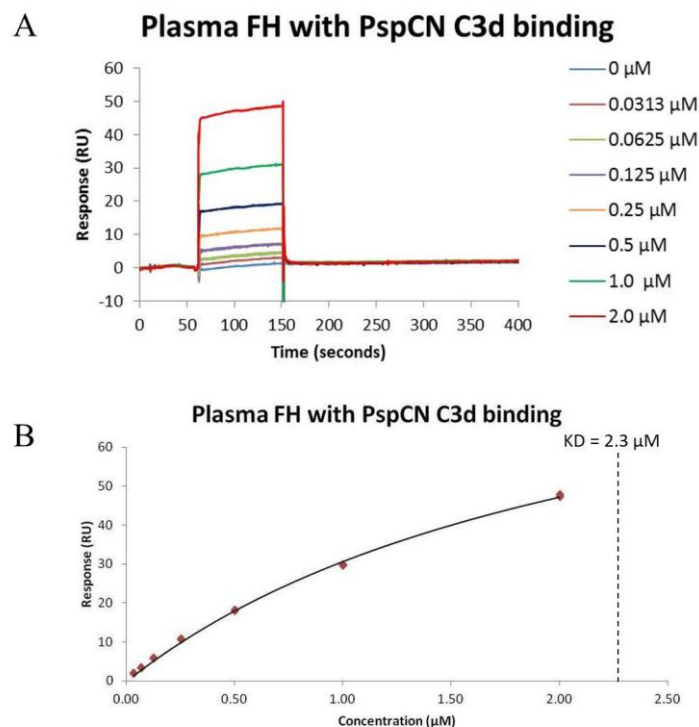 A
Plasma FH with PspCN C3d binding
Response (RU)
60
50
40
30
20
10
0
-10
0
50
100
150
200
250
300
350
400
Time (seconds)
0 µM
0.0313 µM
0.0625 µM
0.125 µM
0.25 µM
0.5 µM
1.0 µM
2.0 µM
B
Plasma FH with PspCN C3d binding
KD = 2.3 µM
Response (RU)
60
50
40
30
20
10
0
0.00
0.50
1.00
1.50
2.00
2.50
Concentration (µM)